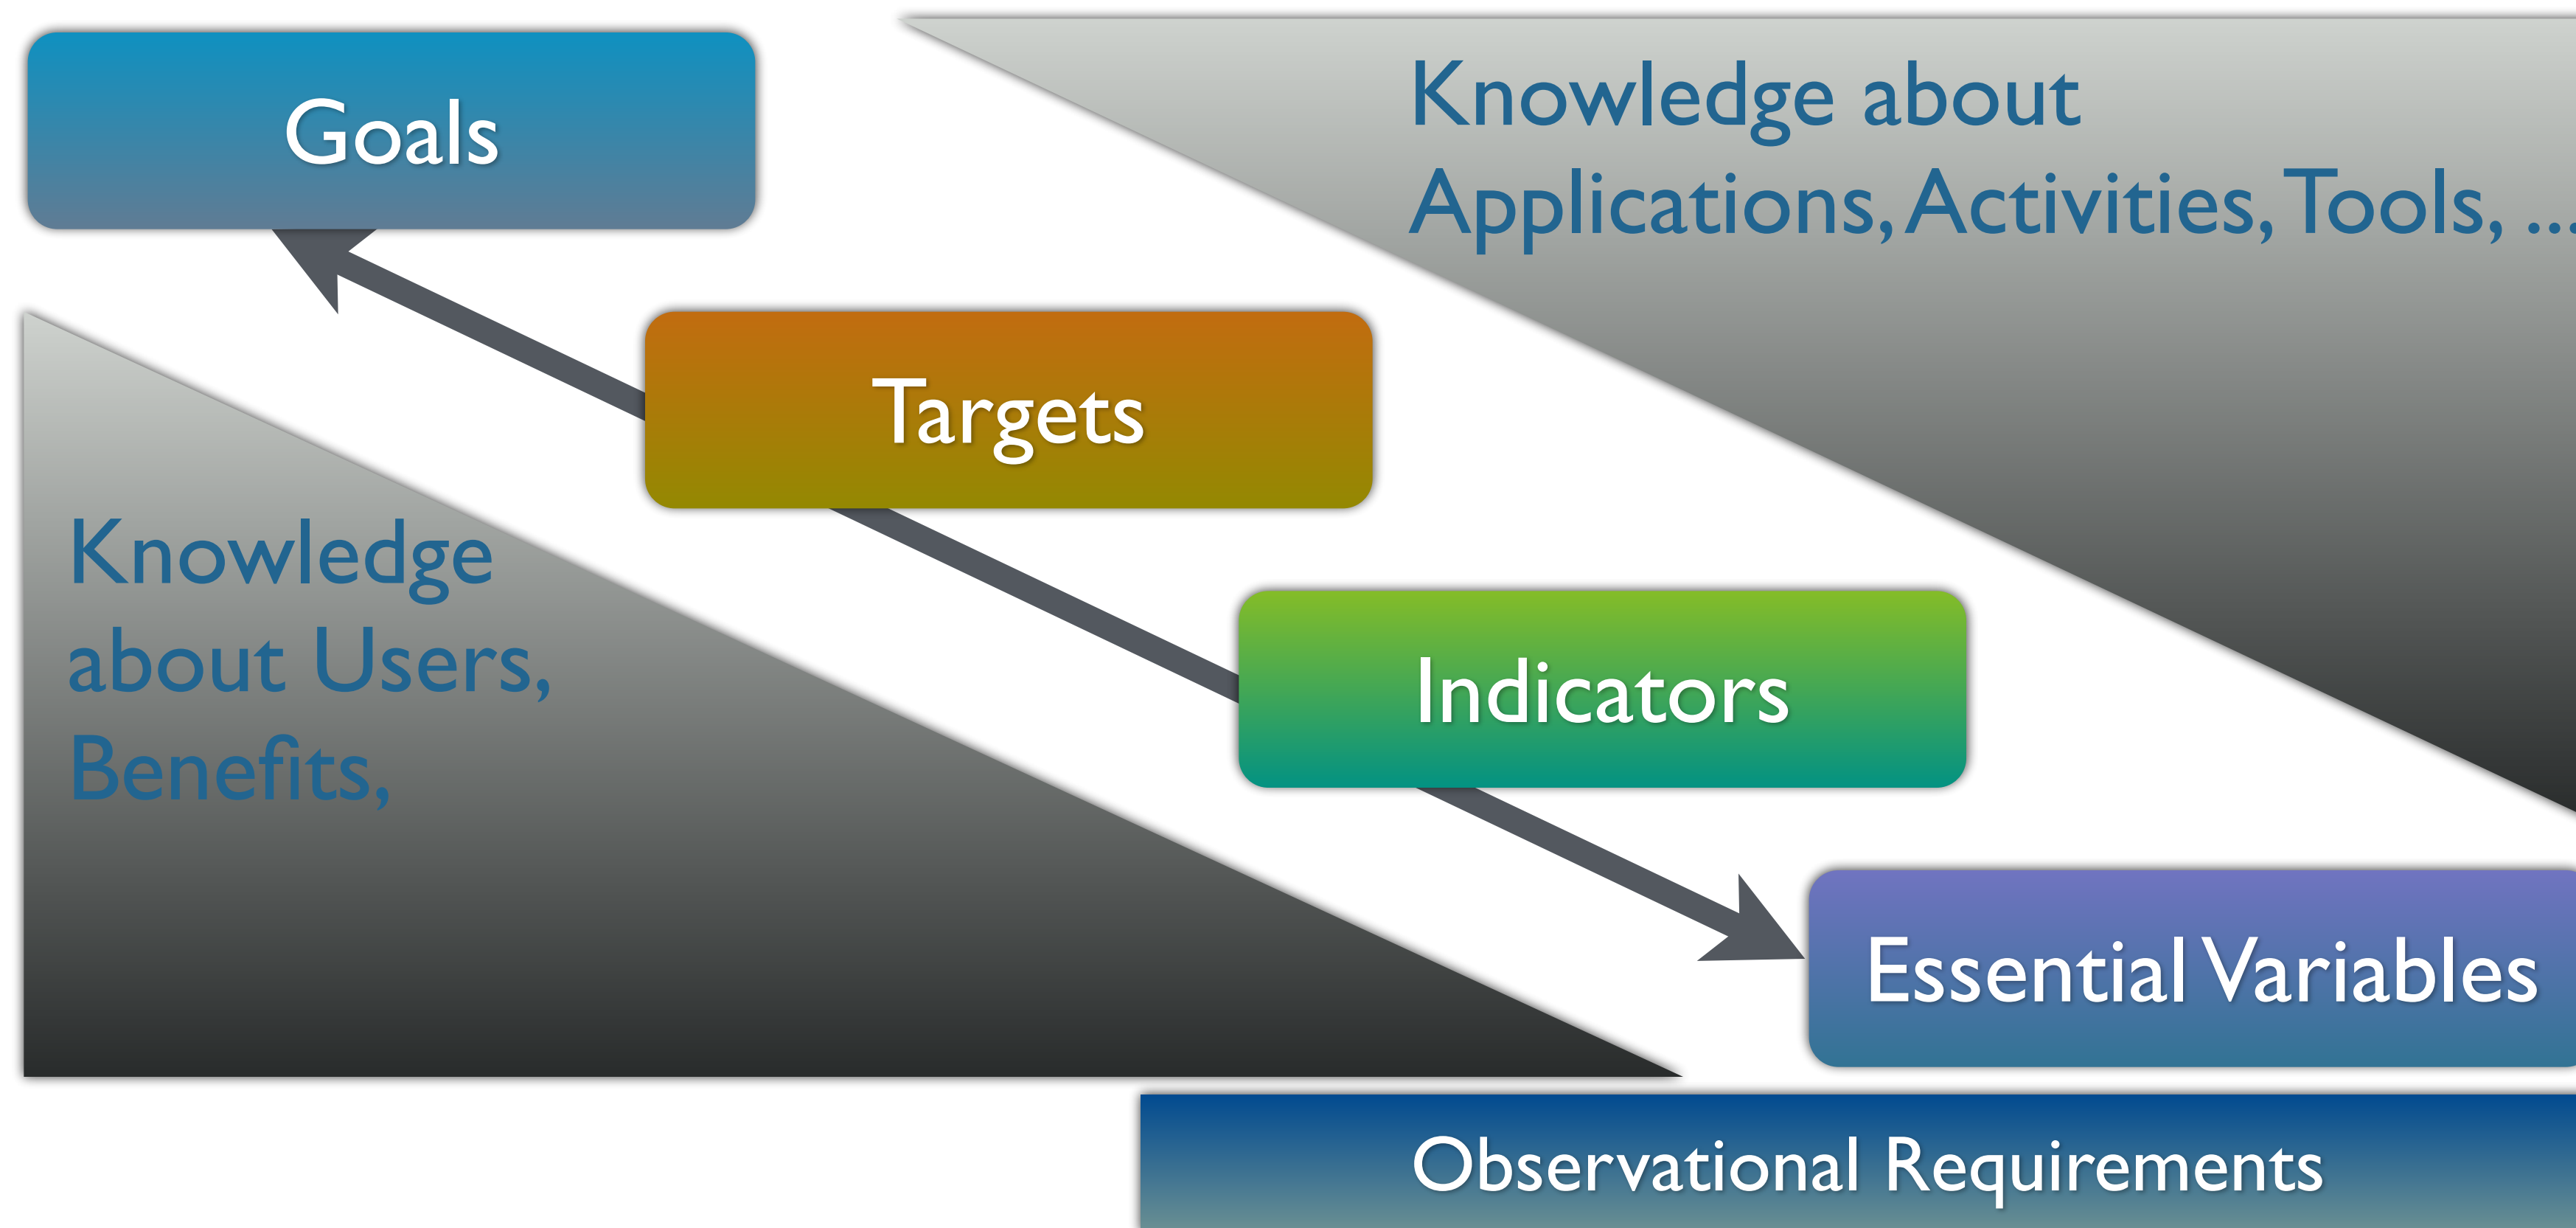 Goals
Knowledge about
Applications, Activities, Tools, ...
Targets
Knowledge
about Users,
Benefits,
Indicators
Essential Variables
Observational Requirements